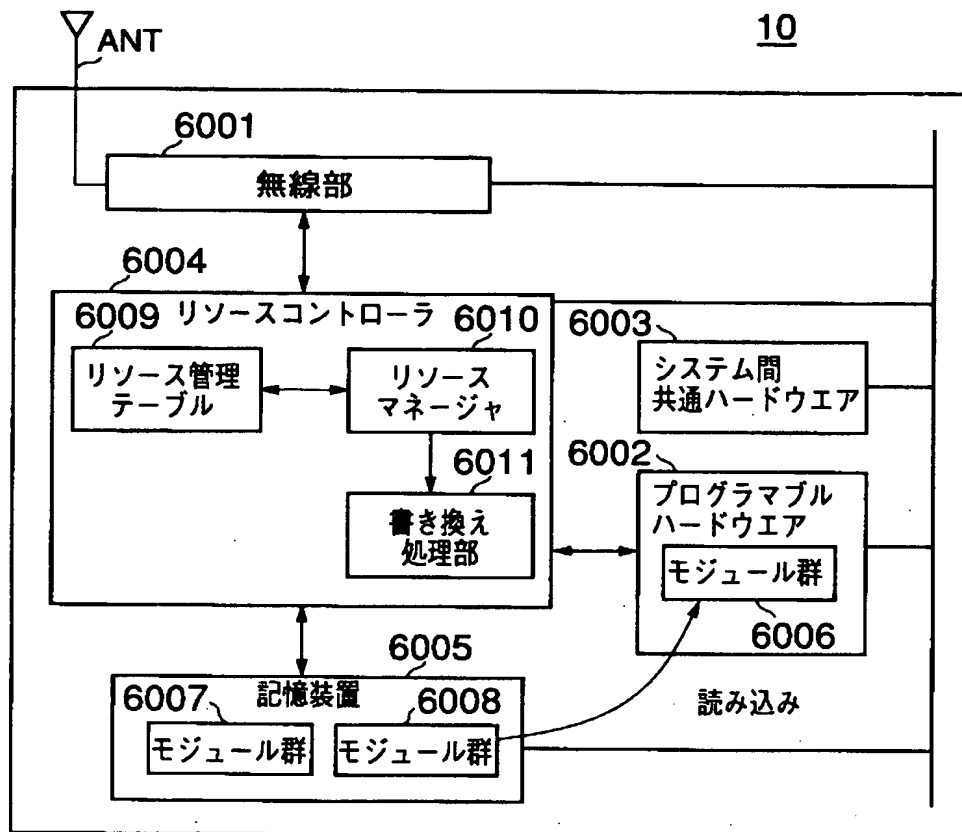 10
ANT
6001
無線部
6004
リソースコントローラ
6009
リソース管理
テーブル
6010
リソース
マネージャ
6011
書き換え
処理部
6003
システム間
共通ハードウエア
6002
プログラマブル
ハードウエア
モジュール群
6006
6005
記憶装置
6007
モジュール群
6008
モジュール群
読み込み